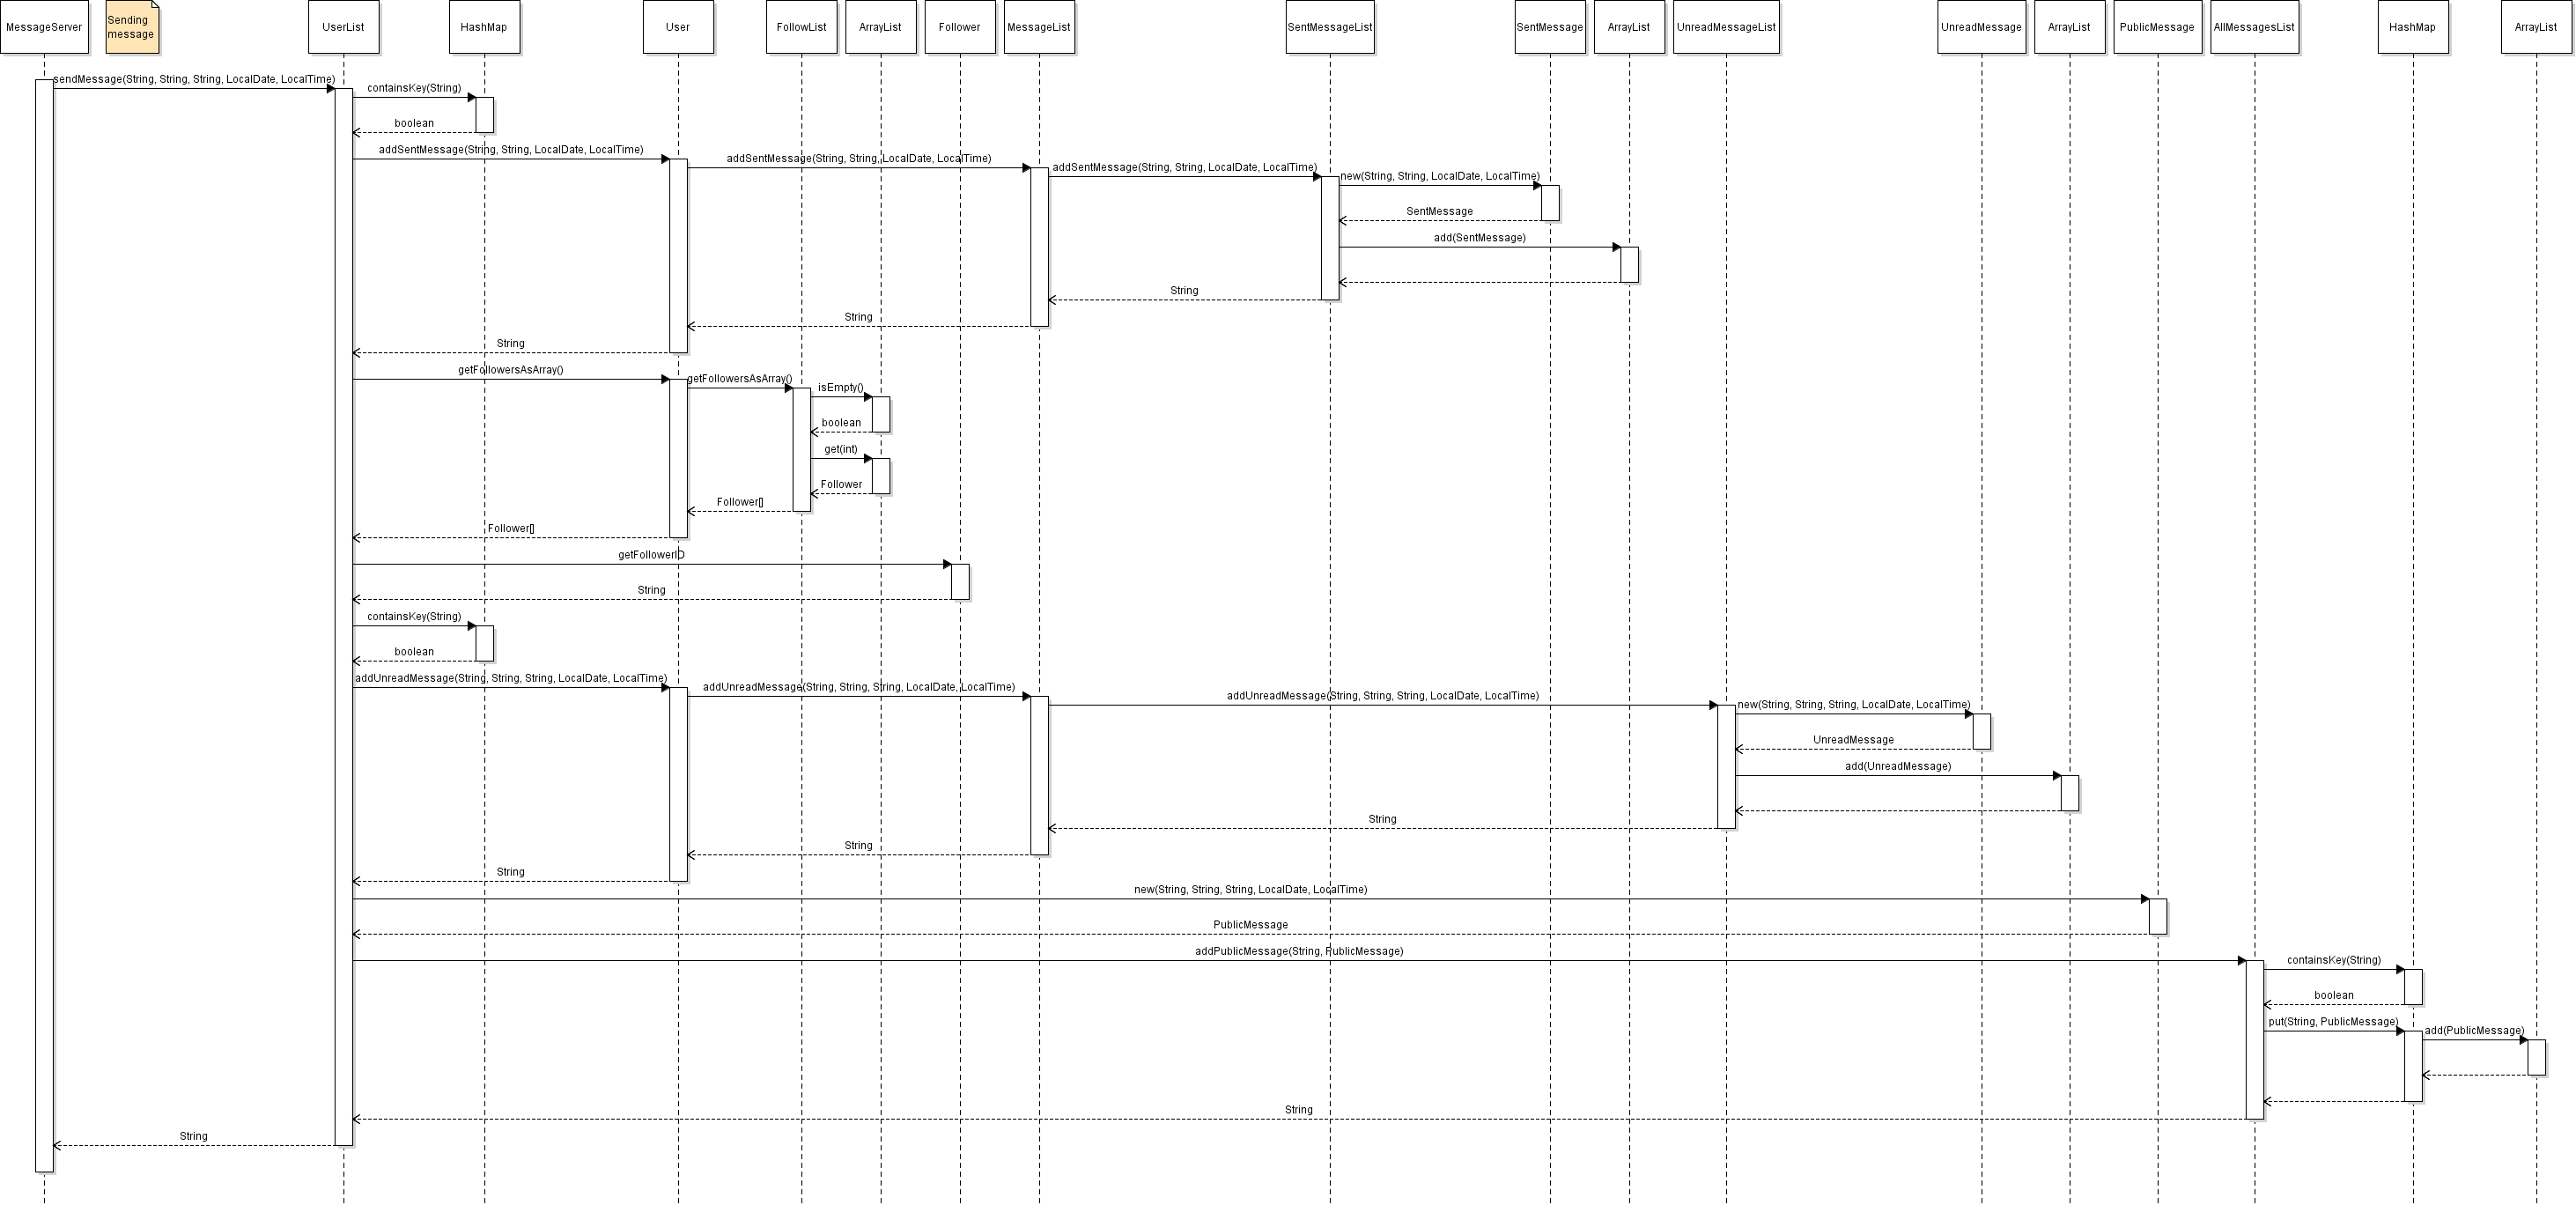 MessageServer
Sending
message
UserList
HashMap
User
FollowList
ArrayList
Follower
MessageList
SentMessageList
SentMessage
ArrayList
UnreadMessageList
UnreadMessage
ArrayList
PublicMessage
AllMessagesList
HashMap
ArrayList
sendMessage(String, String, String, LocalDate, LocalTime)
containsKey(String)
boolean
addSentMessage(String, String, LocalDate, LocalTime)
addSentMessage(String, String, LocalDate, LocalTime)
addSentMessage(String, String, LocalDate, LocalTime)
new(String, String, LocalDate, LocalTime)
SentMessage
add(SentMessage)
String
String
String
getFollowersAsArray()
getFollowersAsArray()
isEmpty()
boolean
get(int)
Follower
Follower[]
Follower[]
getFollowerID
String
containsKey(String)
boolean
addUnreadMessage(String, String, String, LocalDate, LocalTime)
addUnreadMessage(String, String, String, LocalDate, LocalTime)
addUnreadMessage(String, String, String, LocalDate, LocalTime)
new(String, String, String, LocalDate, LocalTime)
UnreadMessage
add(UnreadMessage)
String
String
String
new(String, String, String, LocalDate, LocalTime)
PublicMessage
addPublicMessage(String, PublicMessage)
containsKey(String)
boolean
put(String, PublicMessage)
add(PublicMessage)
String
String